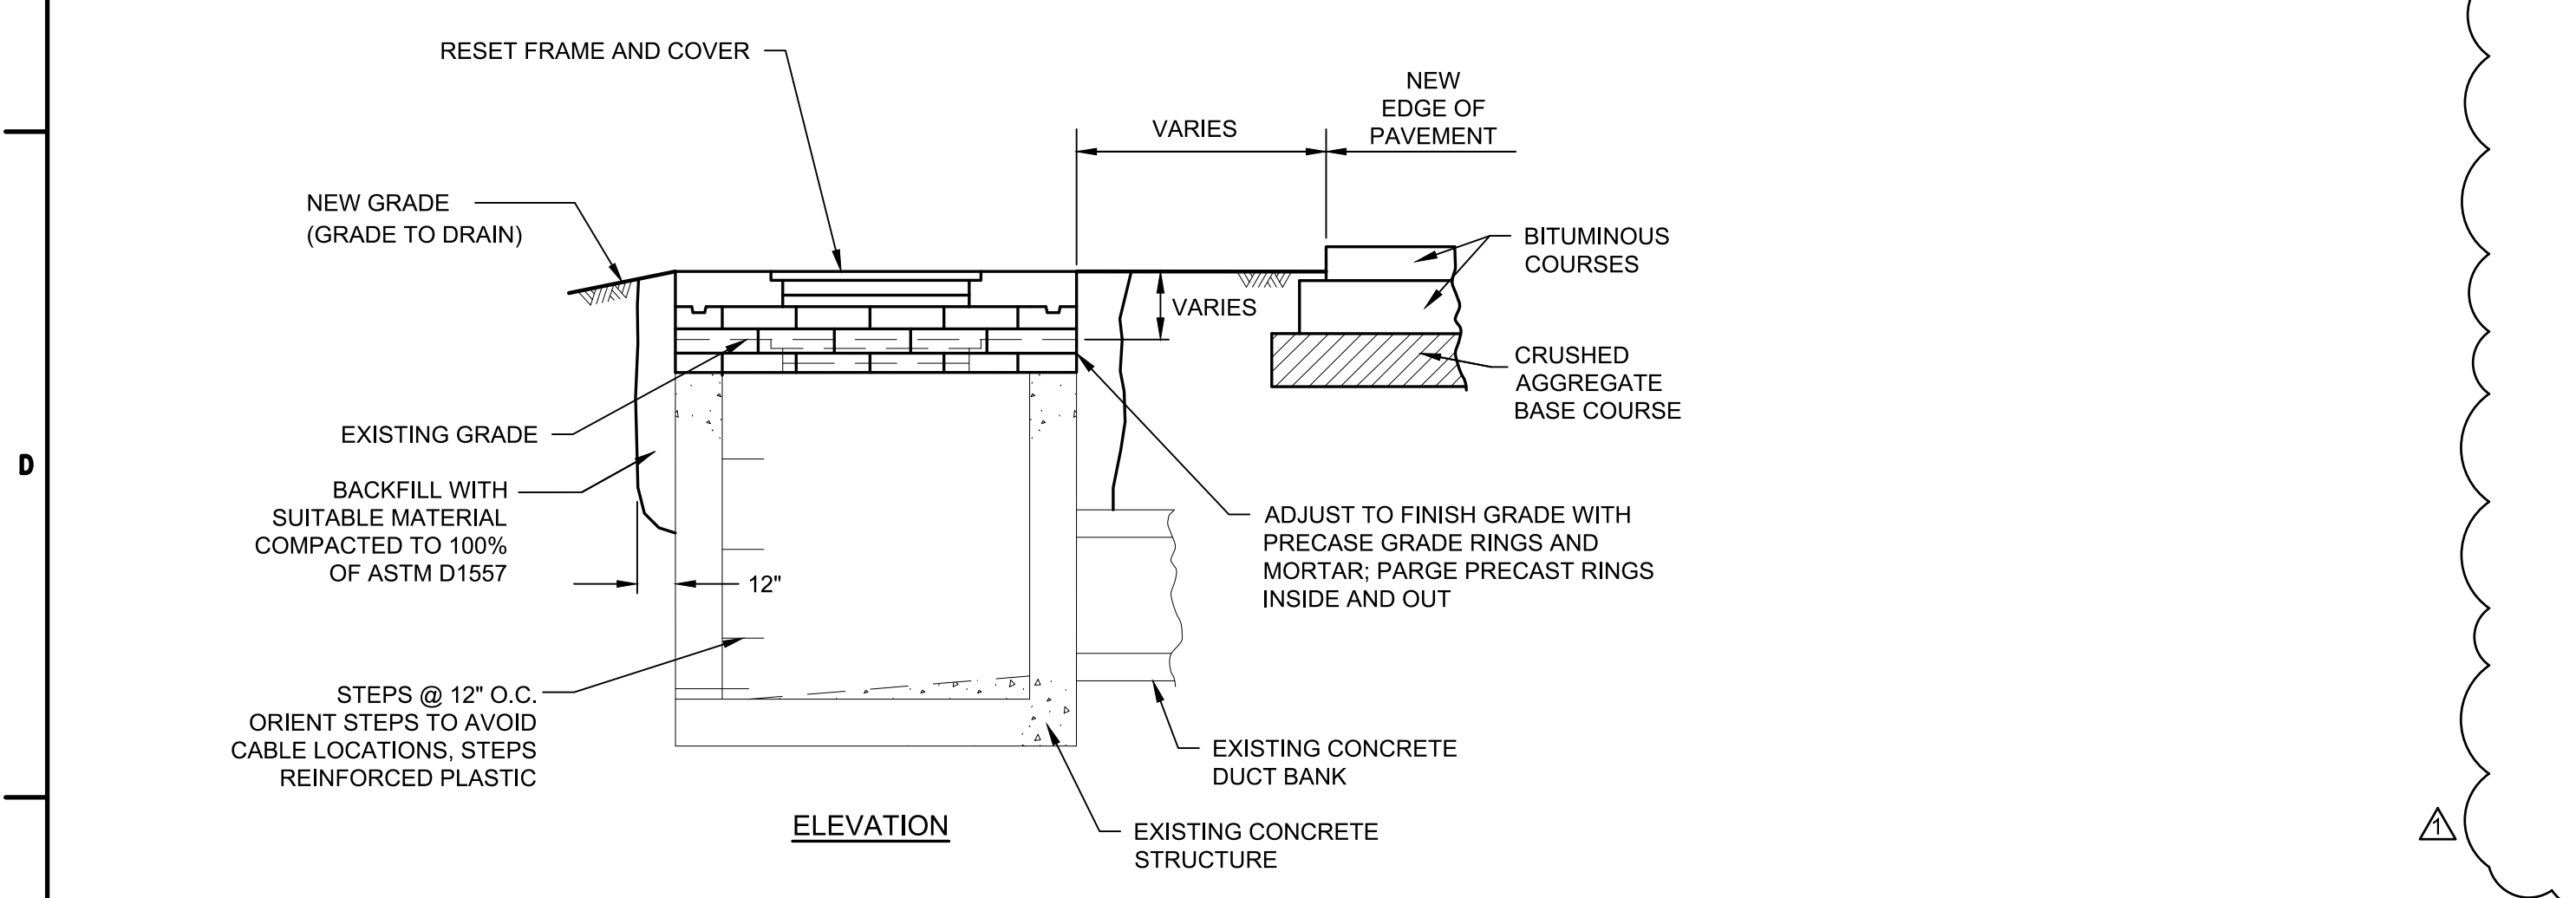 RESET FRAME AND COVER
NEW
EDGE OF
PAVEMENT
VARIES
NEW GRADE
(GRADE TO DRAIN)
BITUMINOUS
COURSES
VARIES
CRUSHED
AGGREGATE
BASE COURSE
EXISTING GRADE
D
BACKFILL WITH
SUITABLE MATERIAL
COMPACTED TO 100%
OF ASTM D1557
12"
ADJUST TO FINISH GRADE WITH
PRECASE GRADE RINGS AND
MORTAR; PARGE PRECAST RINGS
INSIDE AND OUT
STEPS @ 12" O.C.
ORIENT STEPS TO AVOID
CABLE LOCATIONS, STEPS
REINFORCED PLASTIC
EXISTING CONCRETE
DUCT BANK
ELEVATION
EXISTING CONCRETE
STRUCTURE
1